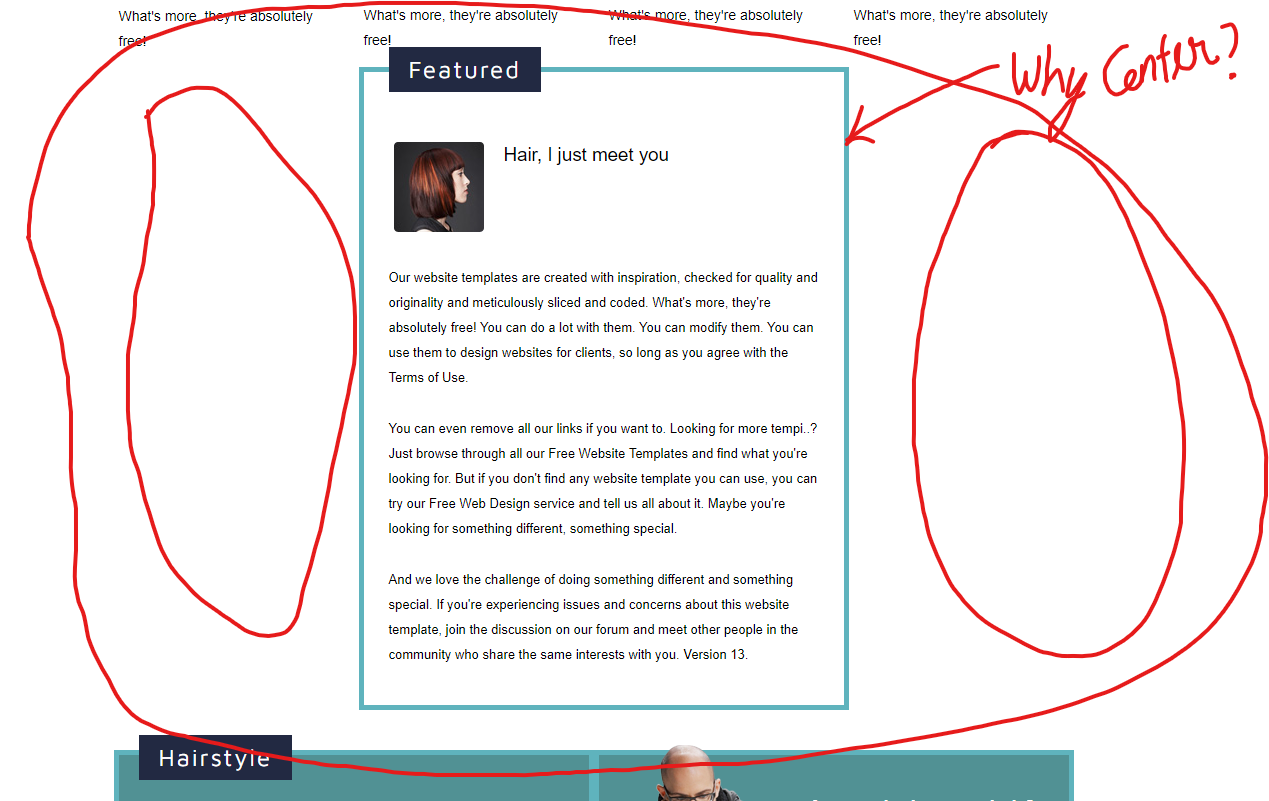 What's more, they're absolutely
free!
What's more, they're absolutely
free!
What's more, they're absolutely
free!
What's more, they're absolutely
free!
Why Center?
Featured
Hair, I just meet you
Our website templates are created with inspiration, checked for quality and
originality and meticulously sliced and coded. What's more, they're
absolutely free! You can do a lot with them. You can modify them. You can
use them to design websites for clients, so long as you agree with the
Terms of Use.
You can even remove all our links if you want to. Looking for more tempi..?
Just browse through all our Free Website Templates and find what you're
looking for. But if you don't find any website template you can use, you can
try our Free Web Design service and tell us all about it. Maybe you're
looking for something different, something special.
And we love the challenge of doing something different and something
special. If you're experiencing issues and concerns about this website
template, join the discussion on our forum and meet other people in the
community who share the same interests with you. Version 13.
Hairstyle